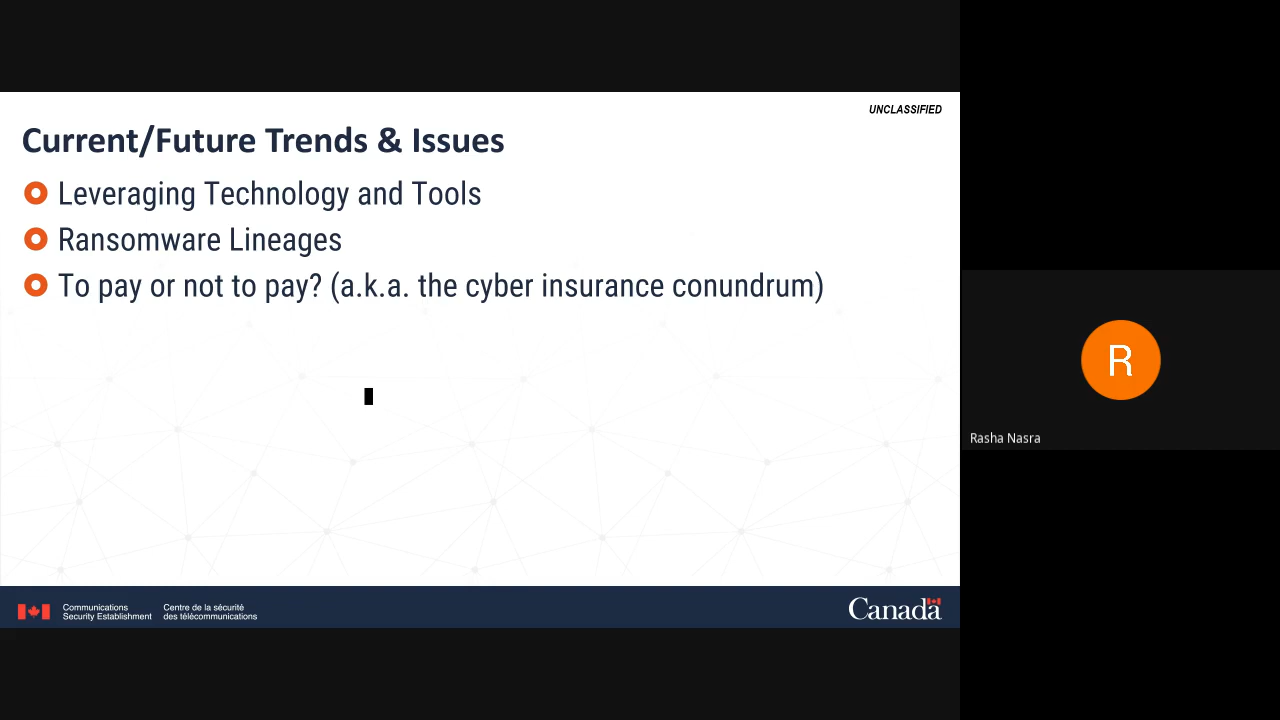 UNCLASSIFIED
Current/Future Trends & Issues
Leveraging Technology and Tools
Ransomware Lineages
To pay or not to pay? (a.k.a. the cyber insurance conundrum)
R
Rasha Nasra
Communications
Security Establishment
Centre de la sécurité
des télécommunications
Canada